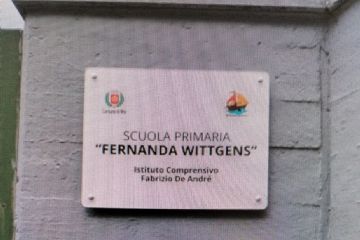 SCUOLA PRIMARIA
“FERNANDA WITTGENS”
Istituto Comprensivo
Fabrizio De André